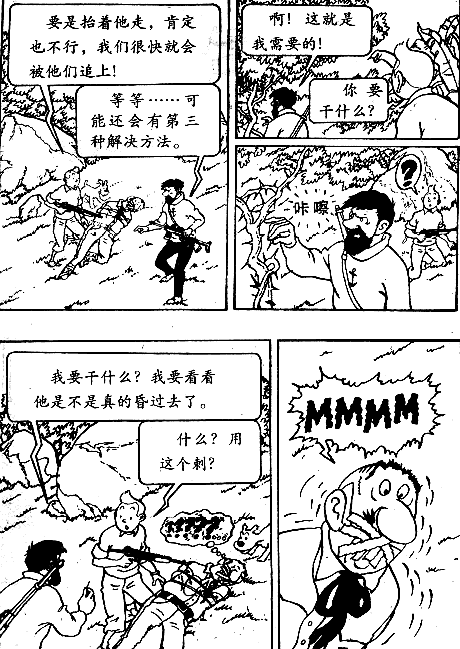 要是抬着他走，肯定
也不行，我们很快就会
被他们追上！
等等……可
能还会有第三
种解决方法。
啊！这就是
我需要的！
你要
干什么？
?
咔嚓
我要干什么？我要看看
他是不是真的昏过去了。
什么？用
这个刺？
MMMM